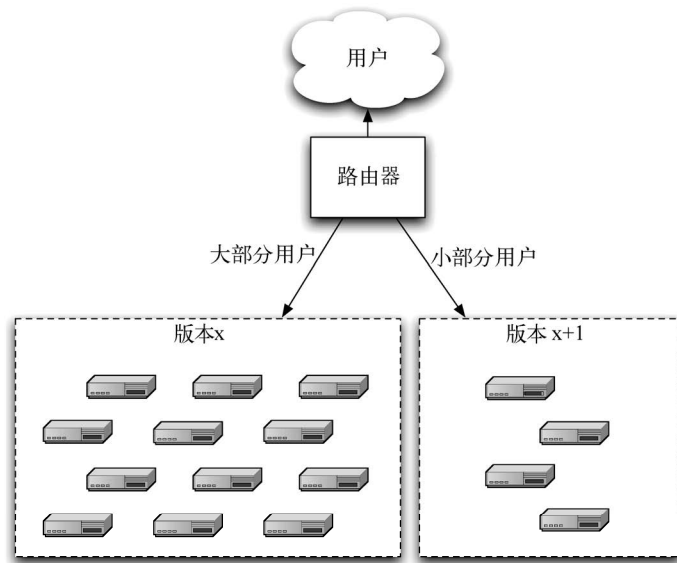 用户
路由器
大部分用户
小部分用户
版本x
版本 x+1